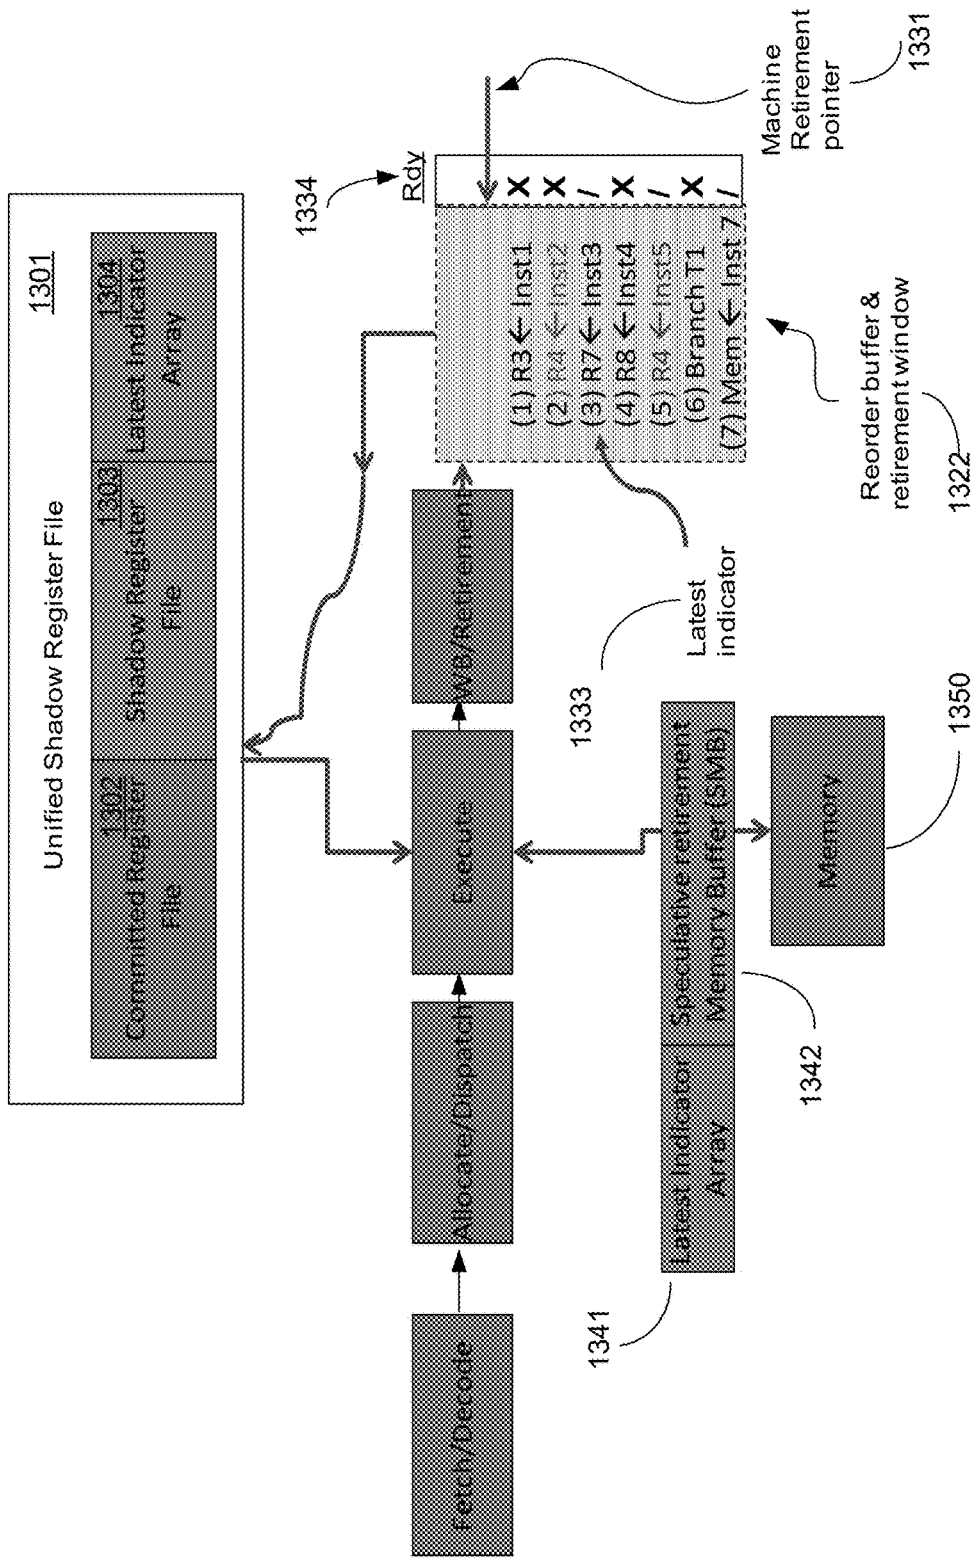 Unified Shadow Register File
1301
1302
Committed Register
File
1303
Shadow Register
File
1304
Latest Indicator
Array
Fetch/Decode
Allocate/Dispatch
Execute
WB/Retirement
1334
Rdy
(1) R3 ← Inst1 X
(2) R4 ← Inst2 X
(3) R7 ← Inst3 /
(4) R8 ← Inst4 X
(5) R4 ← Inst5 /
(6) Branch T1 X
(7) Mem ← Inst 7 /
Machine
Retirement
pointer
1331
1333
Latest
indicator
Reorder buffer &
retirement window
1322
1341
Latest Indicator
Array
Speculative retirement
Memory Buffer (SMB)
1342
Memory
1350